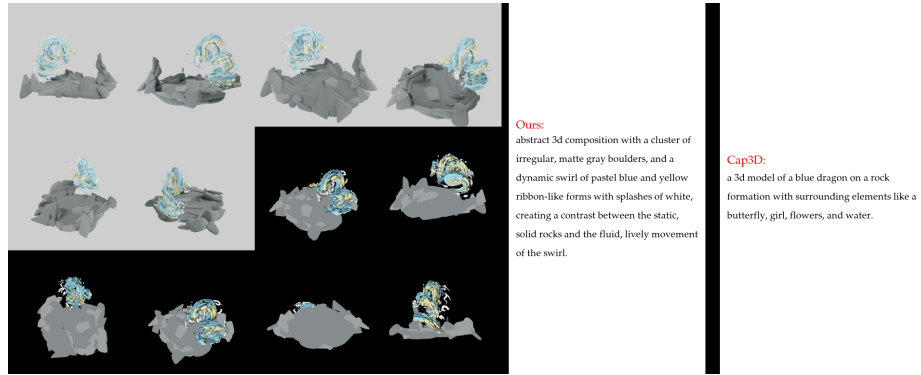 Ours:
abstract 3d composition with a cluster of
irregular, matte gray boulders, and a
dynamic swirl of pastel blue and yellow
ribbon-like forms with splashes of white,
creating a contrast between the static,
solid rocks and the fluid, lively movement
of the swirl.
Cap3D:
a 3d model of a blue dragon on a rock
formation with surrounding elements like a
butterfly, girl, flowers, and water.